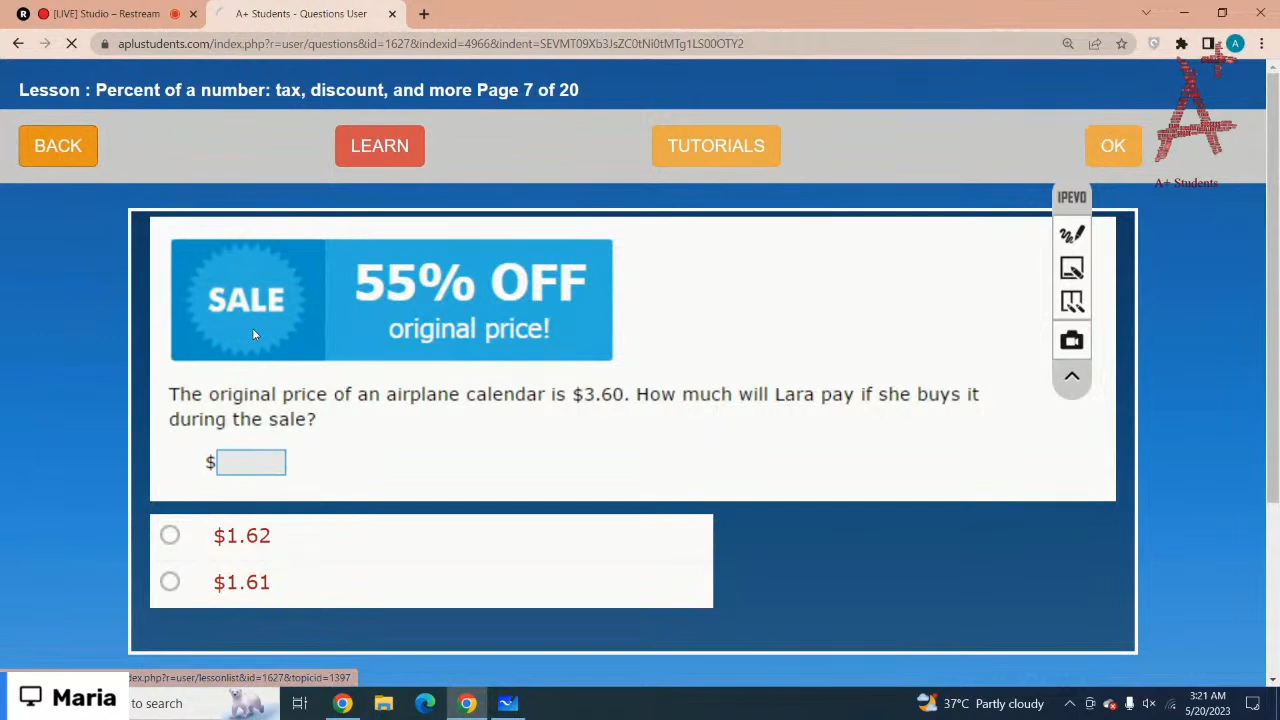 [LIVE] Studio – Restream
A+ Students - Questions User
aplustudents.com/index.php?r=user/questions&id=1627&indexid=4966&indent=SEVMT09Xb3JsZC0tNi0tMTg1LS00OTY2
Lesson : Percent of a number: tax, discount, and more Page 7 of 20
BACK
LEARN
TUTORIALS
OK
A+
A+ Students
IPEVO
SALE
55% OFF
original price!
The original price of an airplane calendar is $3.60. How much will Lara pay if she buys it
during the sale?
$
$1.62
$1.61
dex.php?r=user/lessonlist&id=1627&topicid=1397
Maria
to search
37°C Partly cloudy
3:21 AM
5/20/2023